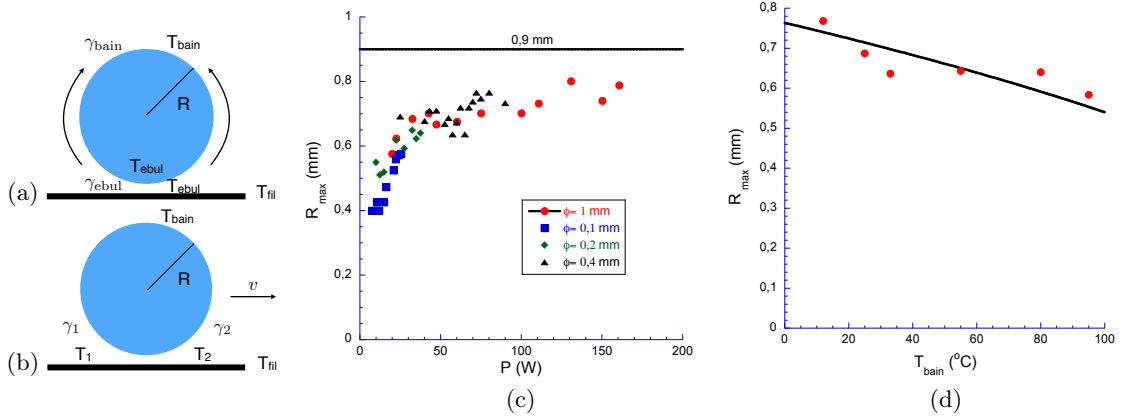 γbain
Tbain
R
Tebul
γebul
Tebul
Tfil
(a)
Tbain
R
v
γ1
γ2
T1
T2
Tfil
(b)
1
0,8
0,6
0,4
0,2
0
0
50
100
150
200
0,9 mm
ϕ= 1 mm
ϕ= 0,1 mm
ϕ= 0,2 mm
ϕ= 0,4 mm
Rmax (mm)
P (W)
(c)
0,8
0,7
0,6
0,5
0,4
0,3
0,2
0,1
0
0
20
40
60
80
100
Rmax (mm)
Tbain (°C)
(d)